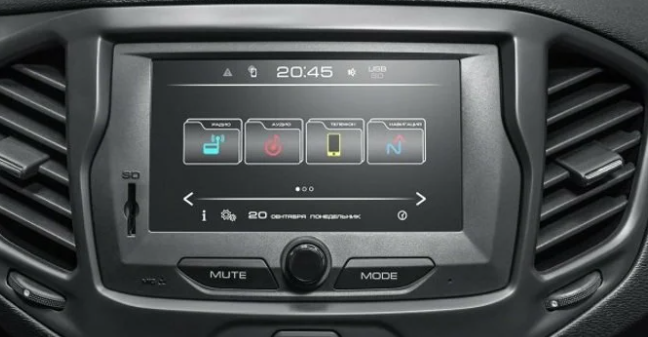 20:45
USB
SD
РАДИО
АУДИО
ТЕЛЕФОН
НАВИГАЦИЯ
i
20 СЕНТЯБРЯ ПОНЕДЕЛЬНИК
SD
MUTE
MODE